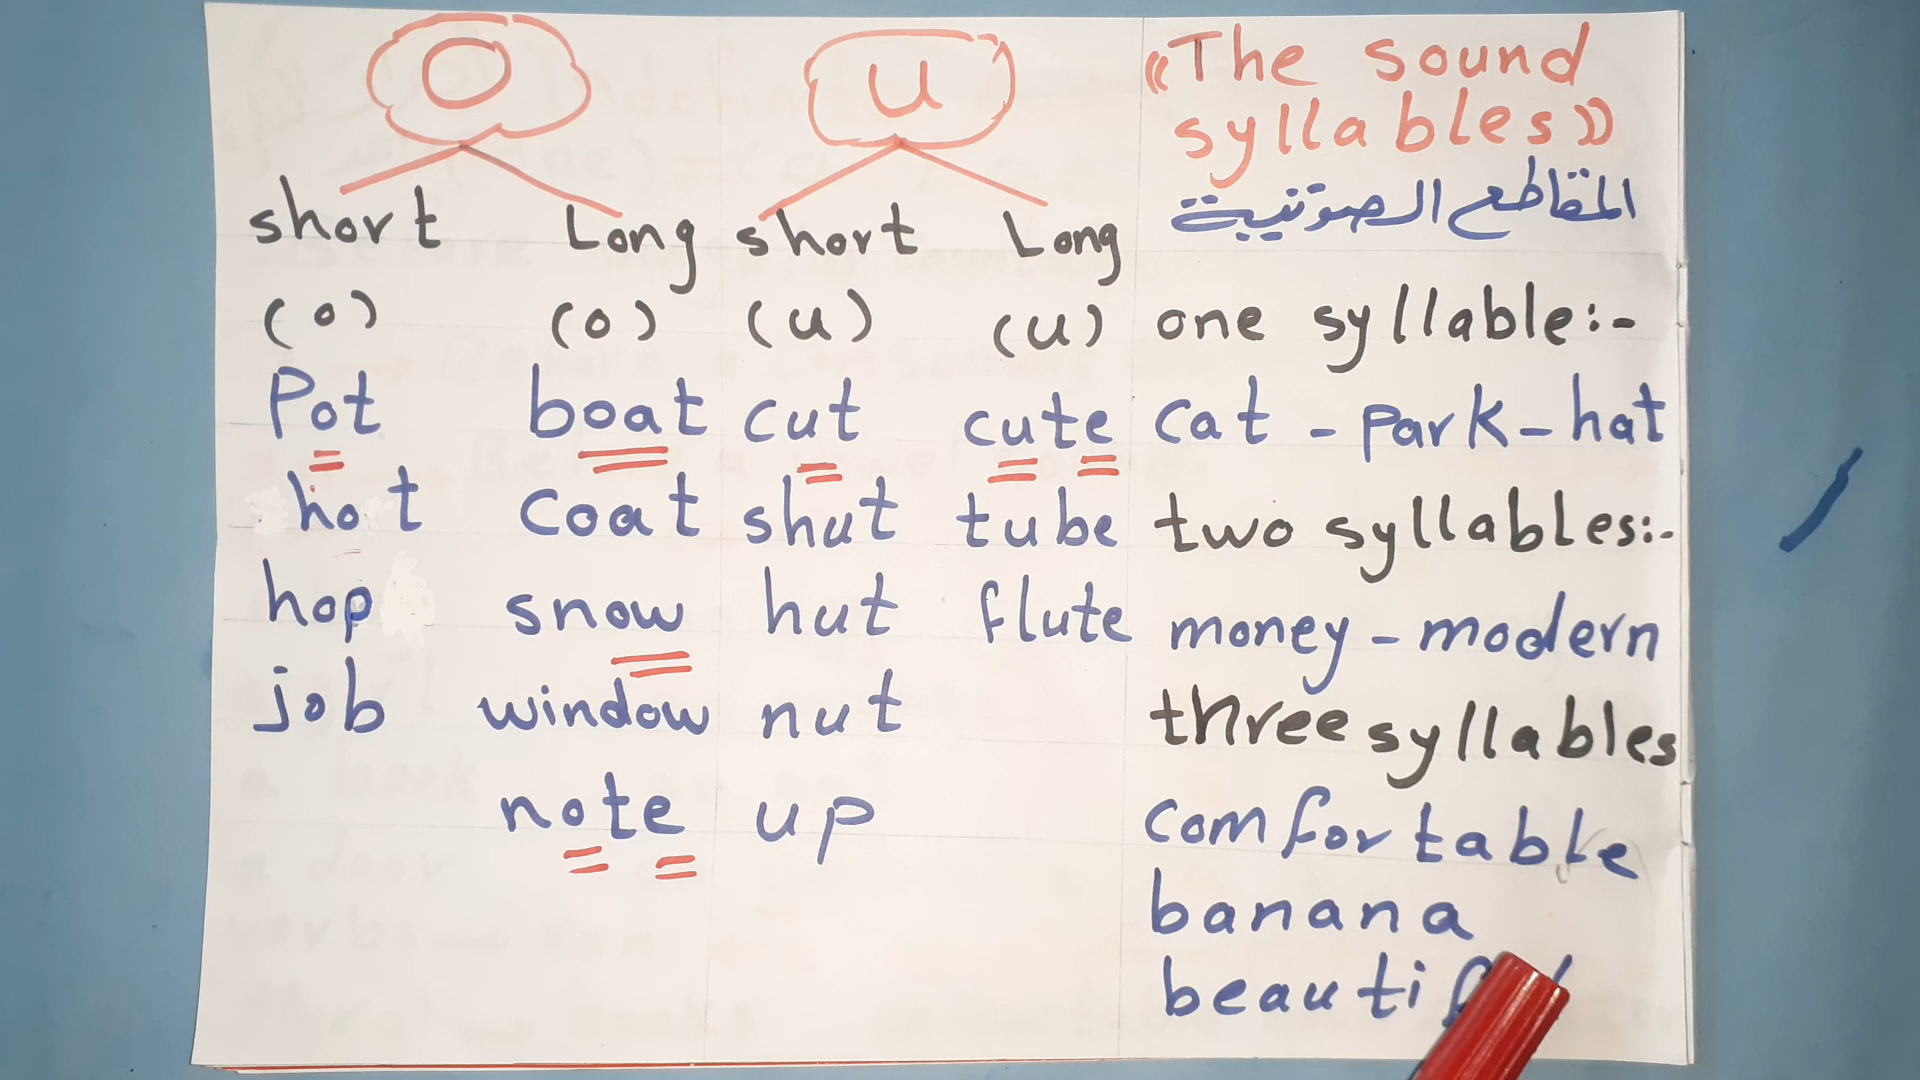 O
short Long
(o) (o)
Pot boat
hot coat
hop snow
job window
note
u
short Long
(u) (u)
cut cute
shut tube
hut flute
nut
up
«The sound
syllables»
المقاطع الصوتية
one syllable:-
cat - park - hat
two syllables:-
money - modern
three syllables
comfortable
banana